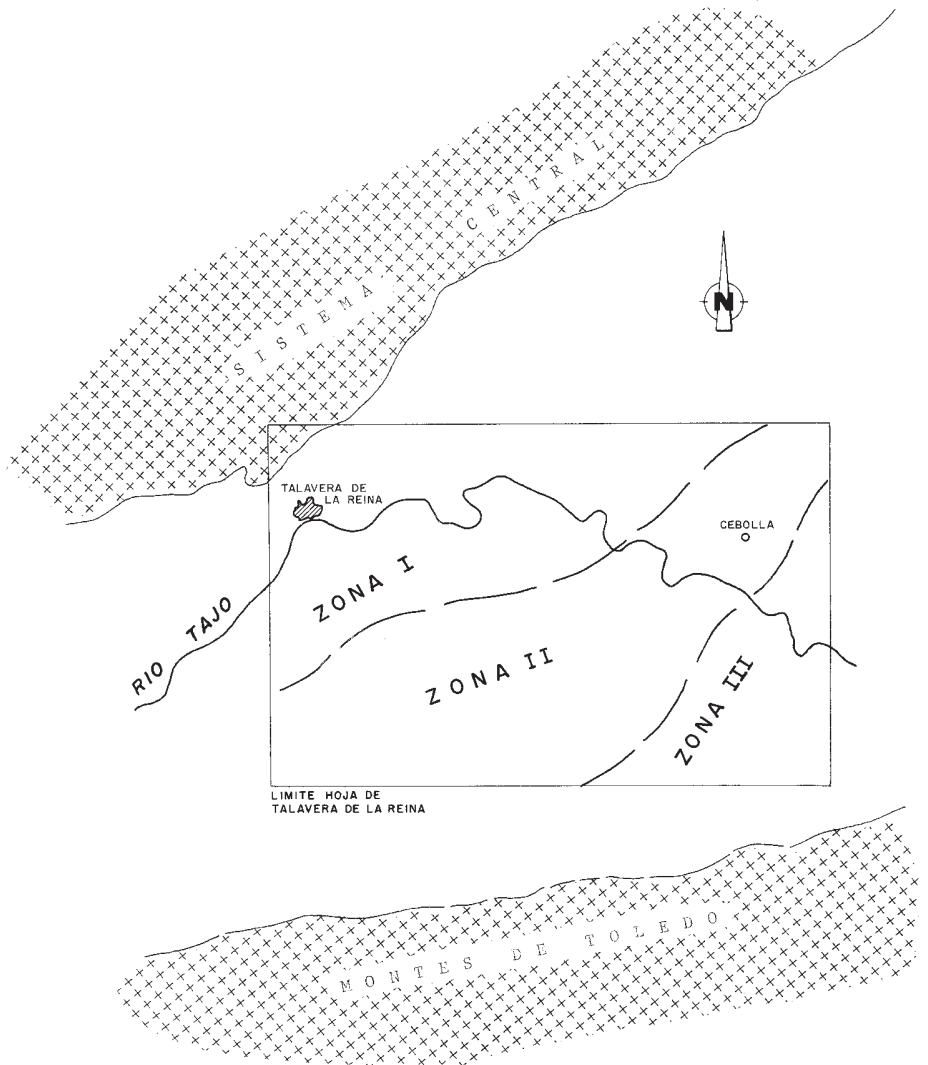 SISTEMA CENTRAL
N
TALAVERA DE
LA REINA
CEBOLLA
ZONA I
RIO TAJO
ZONA II
ZONA III
LIMITE HOJA DE
TALAVERA DE LA REINA
MONTES DE TOLEDO